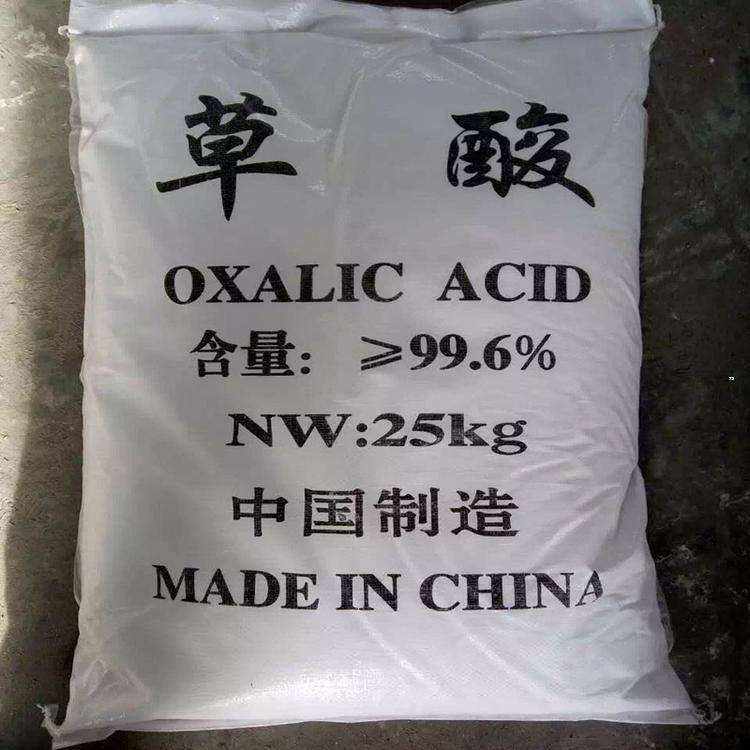 草 酸
OXALIC ACID
含量： ≥99.6%
NW:25kg
中国制造
MADE IN CHINA